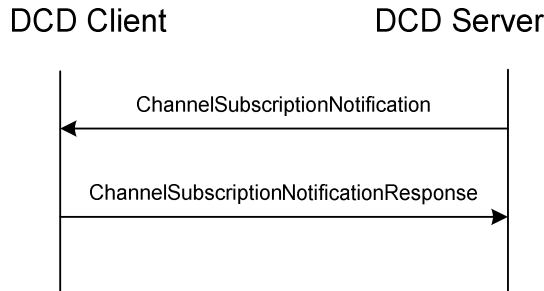 DCD Client
DCD Server
ChannelSubscriptionNotification
ChannelSubscriptionNotificationResponse